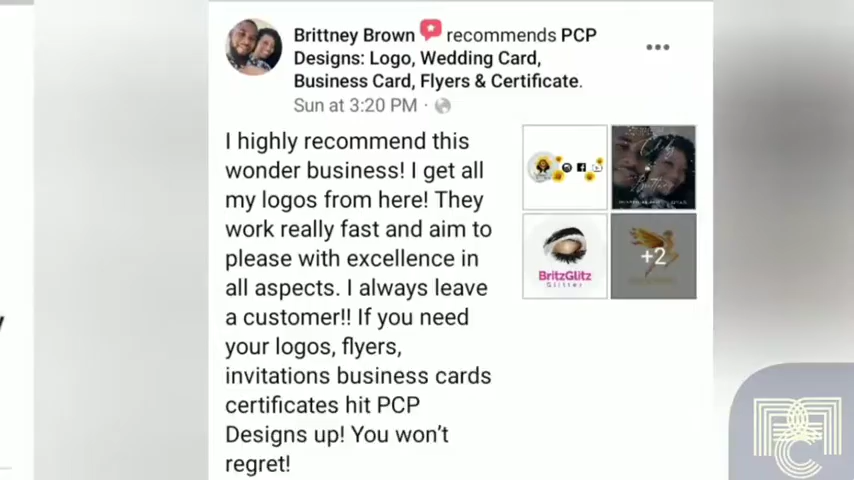 Brittney Brown recommends PCP
Designs: Logo, Wedding Card,
Business Card, Flyers & Certificate.
Sun at 3:20 PM ·
I highly recommend this
wonder business! I get all
my logos from here! They
work really fast and aim to
please with excellence in
all aspects. I always leave
a customer!! If you need
your logos, flyers,
invitations business cards
certificates hit PCP
Designs up! You won't
regret!
BritzGlitz
Glitter
+2